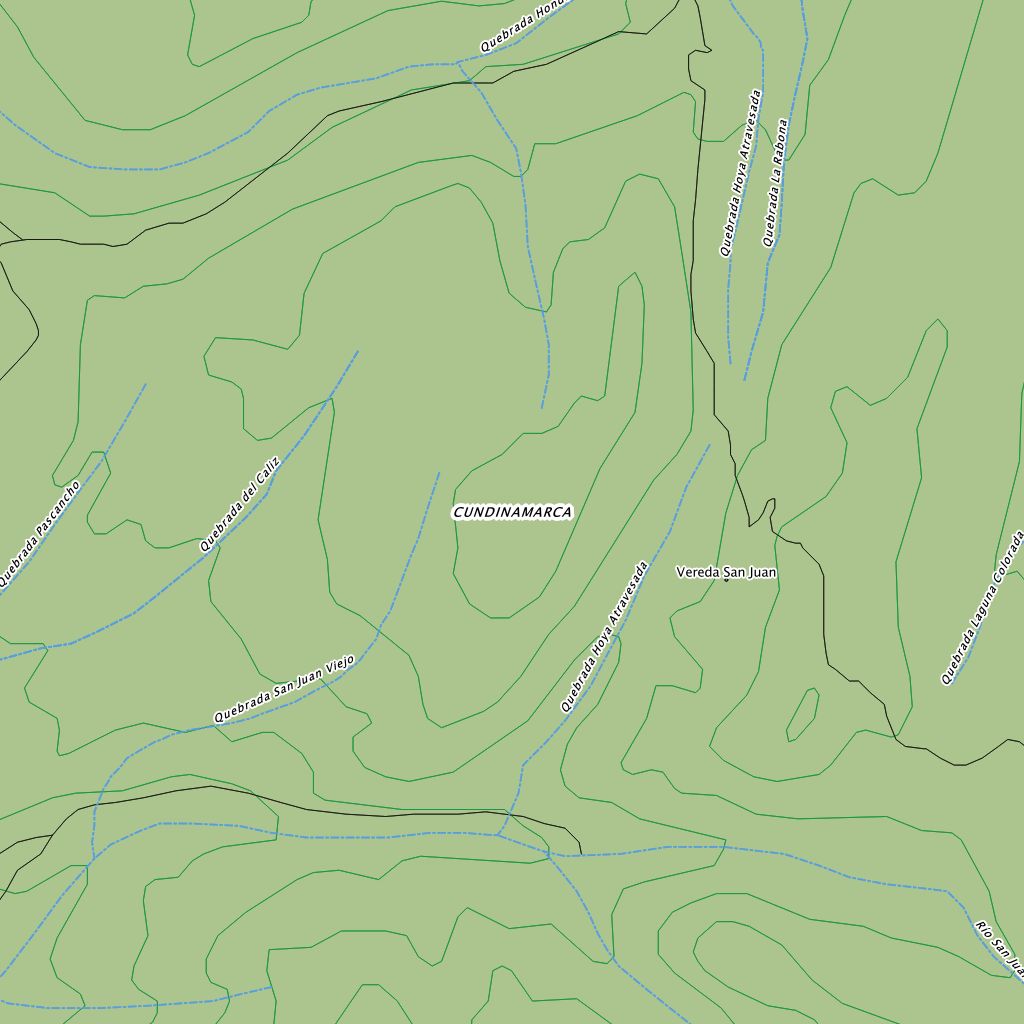 Quebrada Hond
Quebrada Hoya Atravesada
Quebrada La Rabona
Quebrada Pascancho
Quebrada del Caliz
CUNDINAMARCA
Vereda San Juan
Quebrada Hoya Atravesada
Quebrada Laguna Colorada
Quebrada San Juan Viejo
Río San Juan